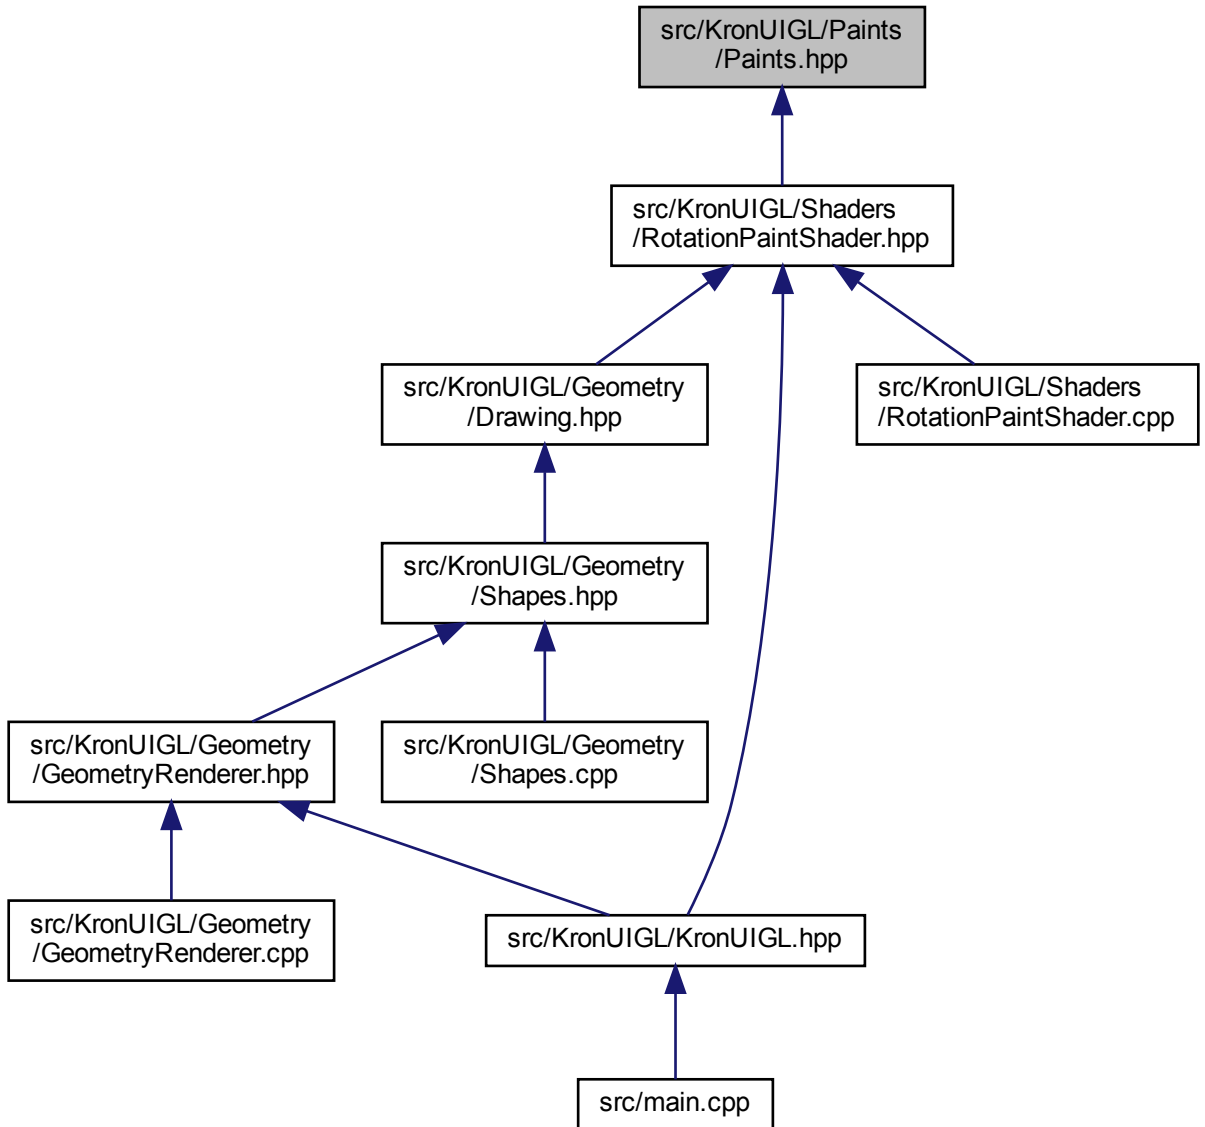 src/KronUIGL/Paints
/Paints.hpp
src/KronUIGL/Shaders
/RotationPaintShader.hpp
src/KronUIGL/Geometry
/Drawing.hpp
src/KronUIGL/Shaders
/RotationPaintShader.cpp
src/KronUIGL/Geometry
/Shapes.hpp
src/KronUIGL/Geometry
/GeometryRenderer.hpp
src/KronUIGL/Geometry
/Shapes.cpp
src/KronUIGL/Geometry
/GeometryRenderer.cpp
src/KronUIGL/KronUIGL.hpp
src/main.cpp